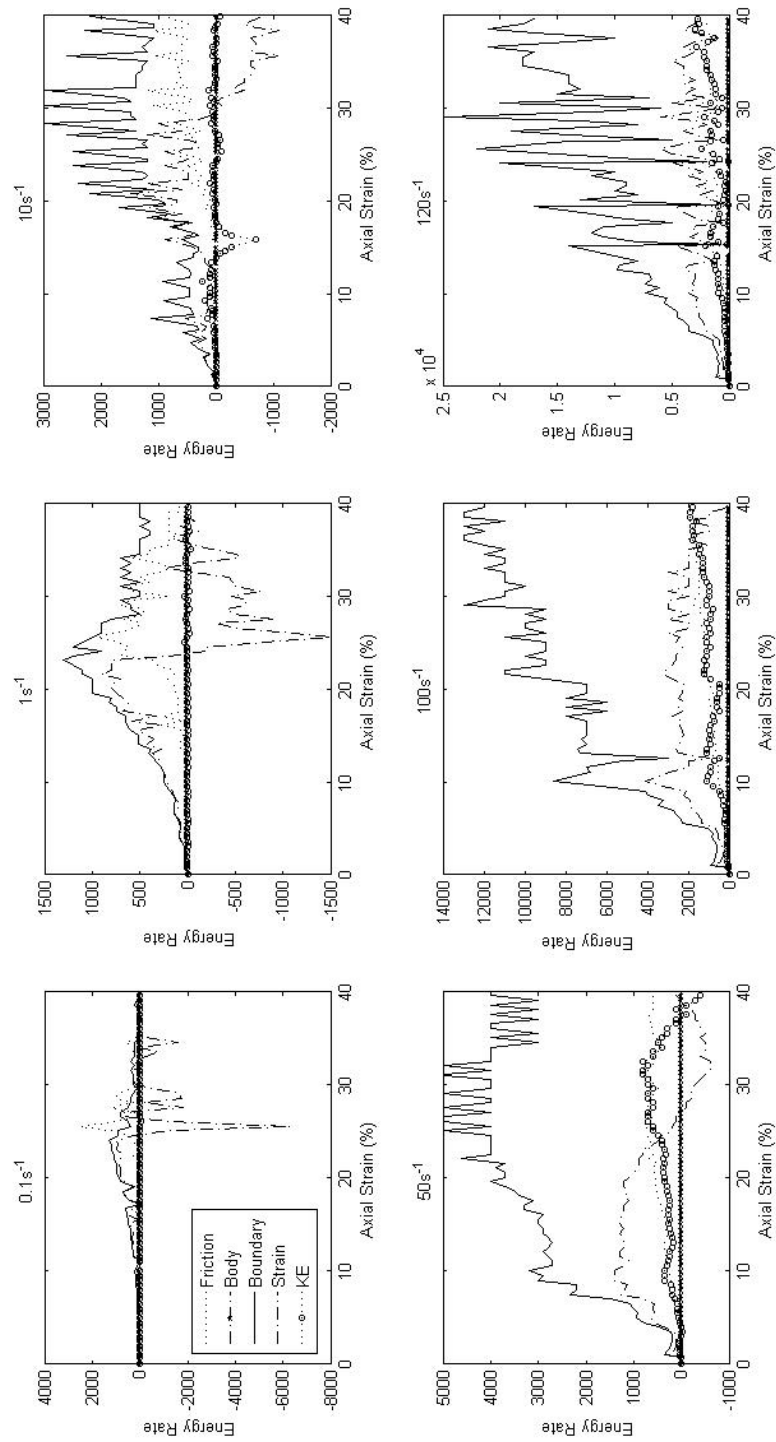 0.1s-1
4000
2000
0
-2000
-4000
-6000
-8000
Energy Rate
0 10 20 30 40
Axial Strain (%)
Friction
Body
Boundary
Strain
KE
1s-1
1500
1000
500
0
-500
-1000
-1500
Energy Rate
0 10 20 30 40
Axial Strain (%)
10s-1
3000
2000
1000
0
-1000
-2000
Energy Rate
0 10 20 30 40
Axial Strain (%)
50s-1
5000
4000
3000
2000
1000
0
-1000
Energy Rate
0 10 20 30 40
Axial Strain (%)
100s-1
14000
12000
10000
8000
6000
4000
2000
0
Energy Rate
0 10 20 30 40
Axial Strain (%)
x 10^4
120s-1
2.5
2
1.5
1
0.5
0
Energy Rate
0 10 20 30 40
Axial Strain (%)